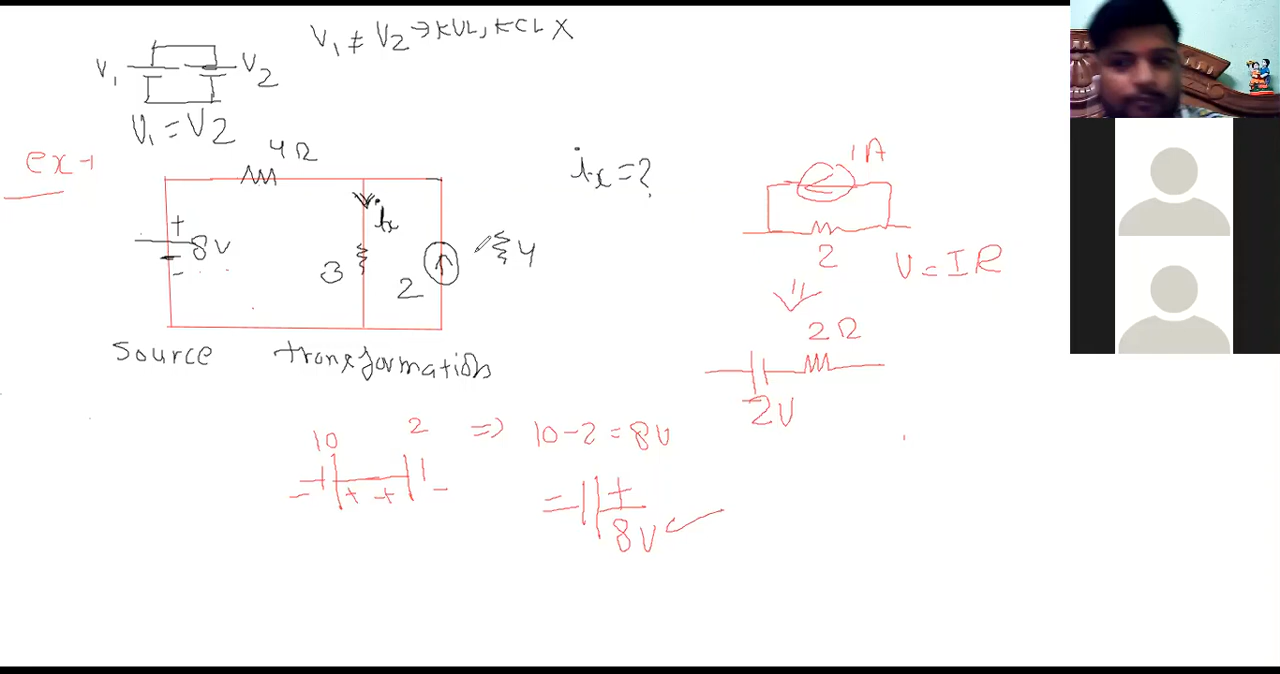 V₁ ≠ V₂ → KVL, KCL X
V₁ V₂
V₁ = V₂
ex-1
4Ω
8V
+
-
ix
3
2
4
ix = ?
1A
2
V = IR
2Ω
2V
Source transformation
10 2 ⇒ 10-2 = 8V
- + + -
= +
8V